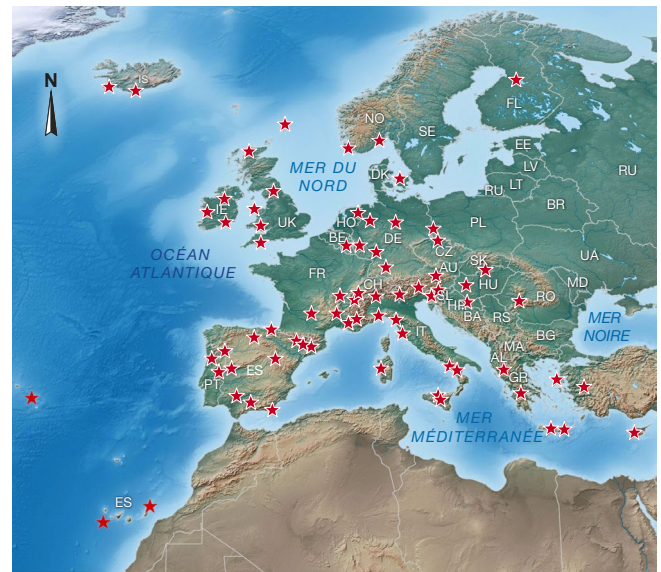 N
IS
NO
FL
SE
EE
LV
RU
LT
RU
BR
DK
MER DU
NORD
IE
UK
HO
BE
DE
PL
OCÉAN
ATLANTIQUE
CZ
UA
FR
CH
AU
SK
HU
MD
SL
HR
RO
BA
RS
MER
NOIRE
IT
BG
MA
AL
ES
PT
GR
MER
MÉDITERRANÉE
ES